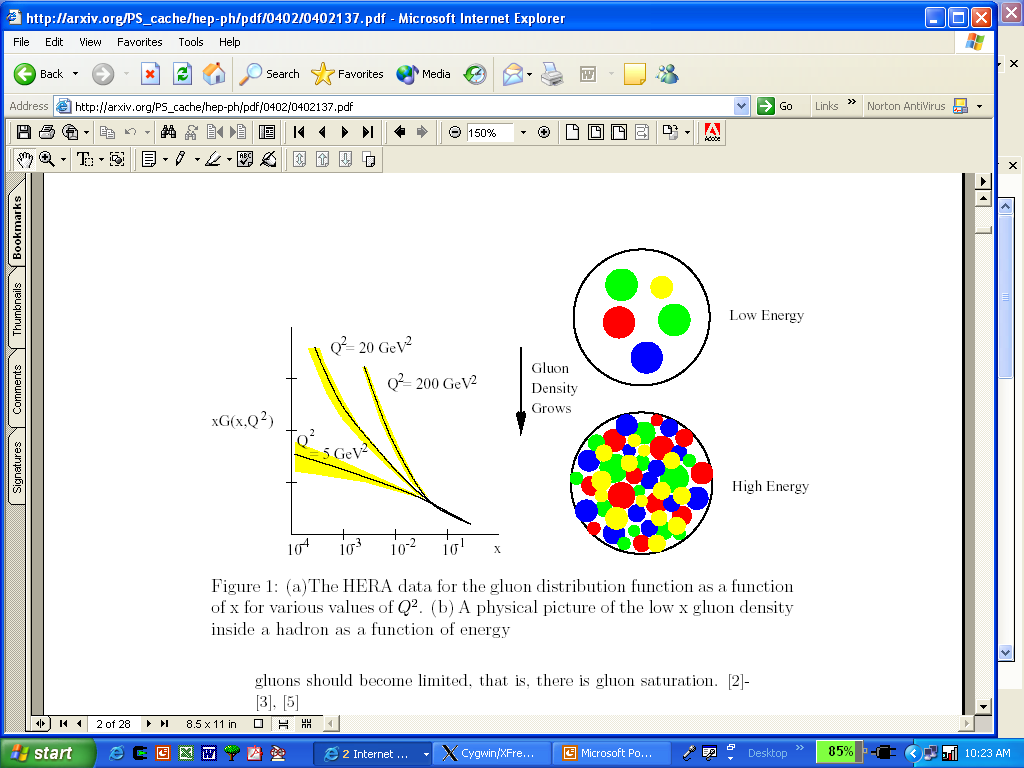 http://arxiv.org/PS_cache/hep-ph/pdf/0402/0402137.pdf - Microsoft Internet Explorer
File Edit View Favorites Tools Help
Back Search Favorites Media
Address http://arxiv.org/PS_cache/hep-ph/pdf/0402/0402137.pdf Go Links » Norton AntiVirus
150% Adobe
Bookmarks
Thumbnails
Comments
Signatures
Low Energy
Q²= 20 GeV²
Q²= 200 GeV²
Gluon
Density
Grows
xG(x,Q²)
Q²
= 5 GeV²
High Energy
10⁻⁴ 10⁻³ 10⁻² 10⁻¹ x
Figure 1: (a)The HERA data for the gluon distribution function as a function
of x for various values of Q². (b) A physical picture of the low x gluon density
inside a hadron as a function of energy
gluons should become limited, that is, there is gluon saturation. [2]-
[3], [5]
2 of 28 8.5 x 11 in
start 2 Internet ... Cygwin/XFre... Microsoft Po... Desktop » 85% 10:23 AM